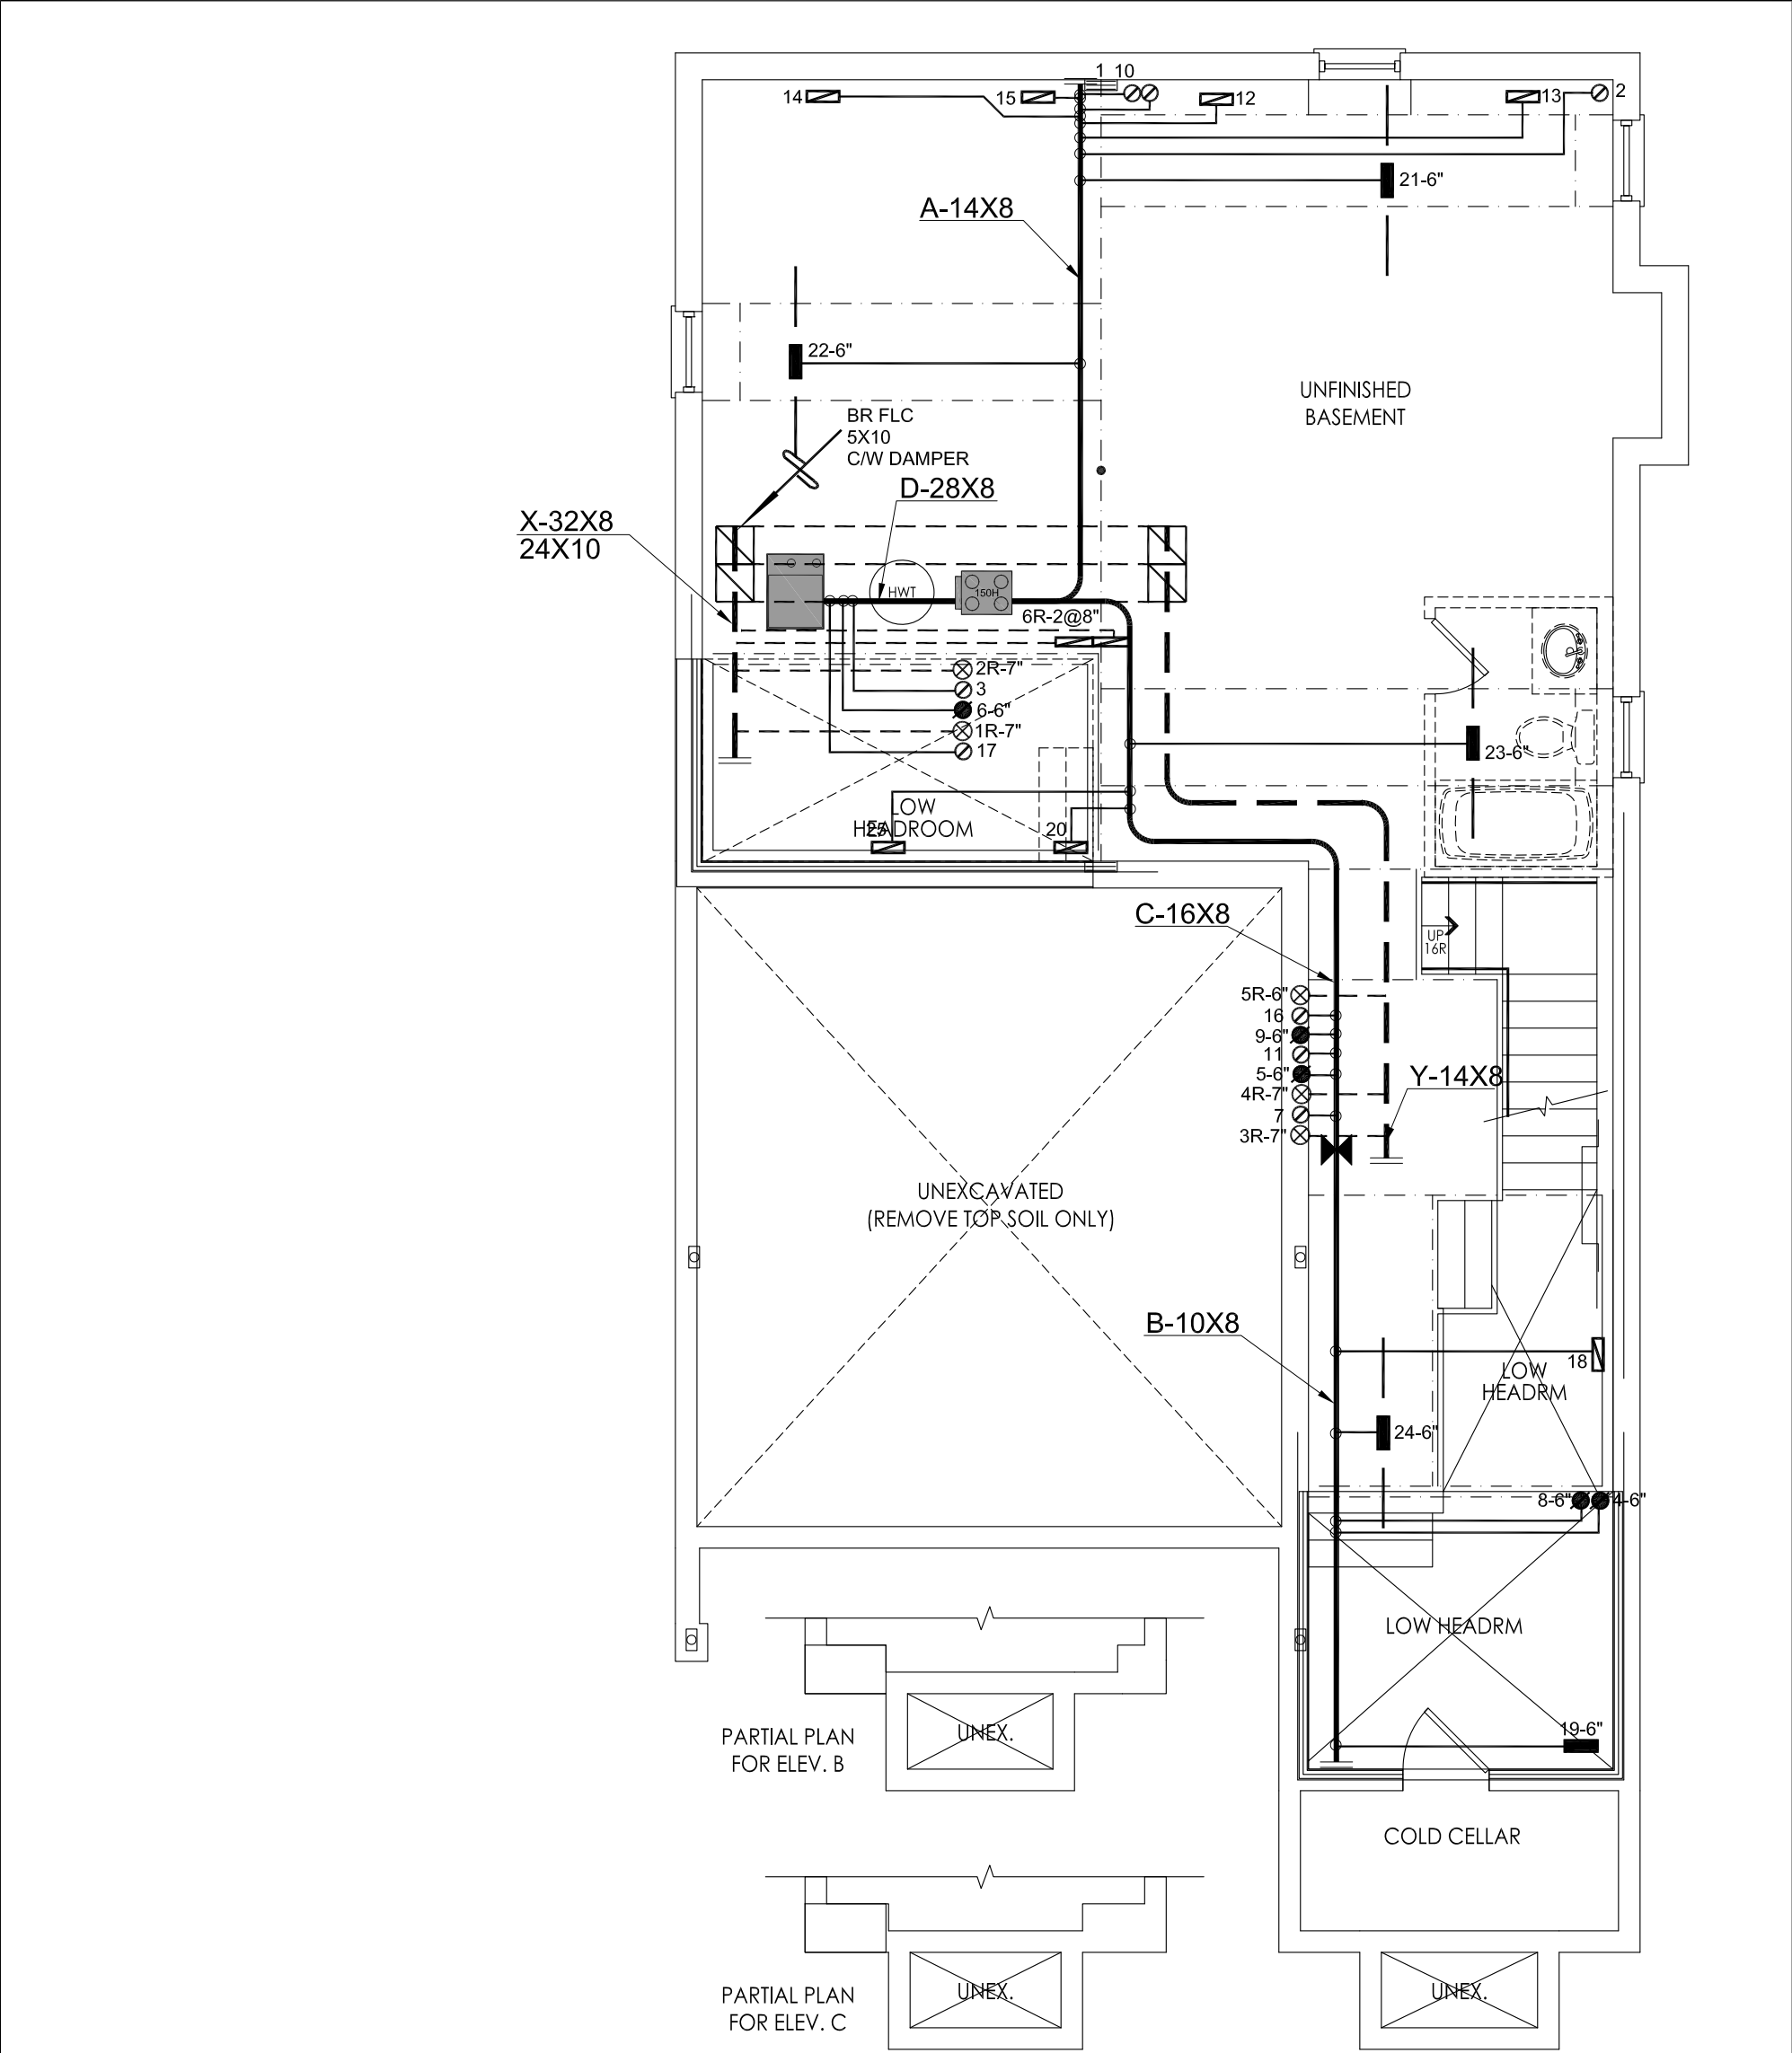 1 10
14
15
12
13
2
21-6"
A-14X8
22-6"
UNFINISHED
BASEMENT
BR FLC
5X10
C/W DAMPER
D-28X8
X-32X8
24X10
HWT
150H
6R-2@8"
2R-7"
3
6-6"
1R-7"
17
23-6"
LOW
HEADROOM
25
20
C-16X8
UP
16R
5R-6"
16
9-6"
11
5-6"
4R-7"
7
3R-7"
Y-14X8
UNEXCAVATED
(REMOVE TOP SOIL ONLY)
B-10X8
18
LOW
HEADRM
24-6"
8-6"
4-6"
LOW HEADRM
PARTIAL PLAN
FOR ELEV. B
UNEX.
19-6"
COLD CELLAR
PARTIAL PLAN
FOR ELEV. C
UNEX.
UNEX.